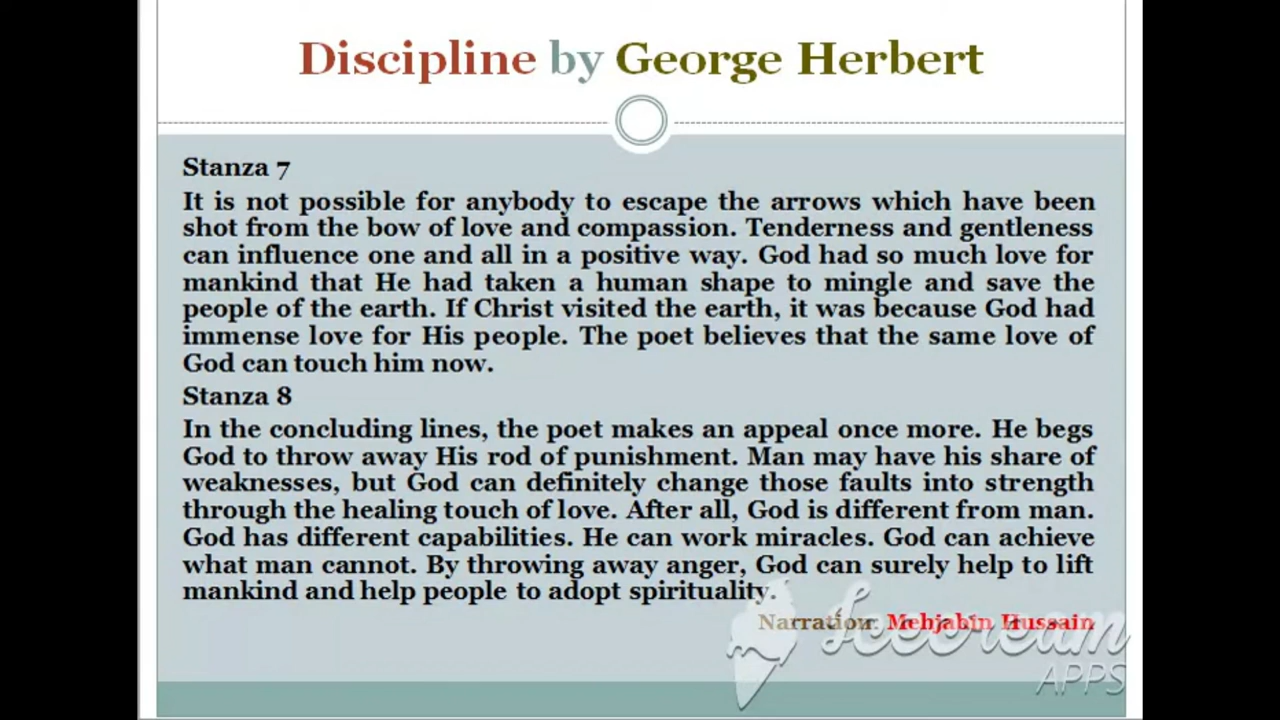 Discipline by George Herbert
Stanza 7
It is not possible for anybody to escape the arrows which have been
shot from the bow of love and compassion. Tenderness and gentleness
can influence one and all in a positive way. God had so much love for
mankind that He had taken a human shape to mingle and save the
people of the earth. If Christ visited the earth, it was because God had
immense love for His people. The poet believes that the same love of
God can touch him now.
Stanza 8
In the concluding lines, the poet makes an appeal once more. He begs
God to throw away His rod of punishment. Man may have his share of
weaknesses, but God can definitely change those faults into strength
through the healing touch of love. After all, God is different from man.
God has different capabilities. He can work miracles. God can achieve
what man cannot. By throwing away anger, God can surely help to lift
mankind and help people to adopt spirituality.
Narration: Mehjabin Hussain
Icecream
APPS